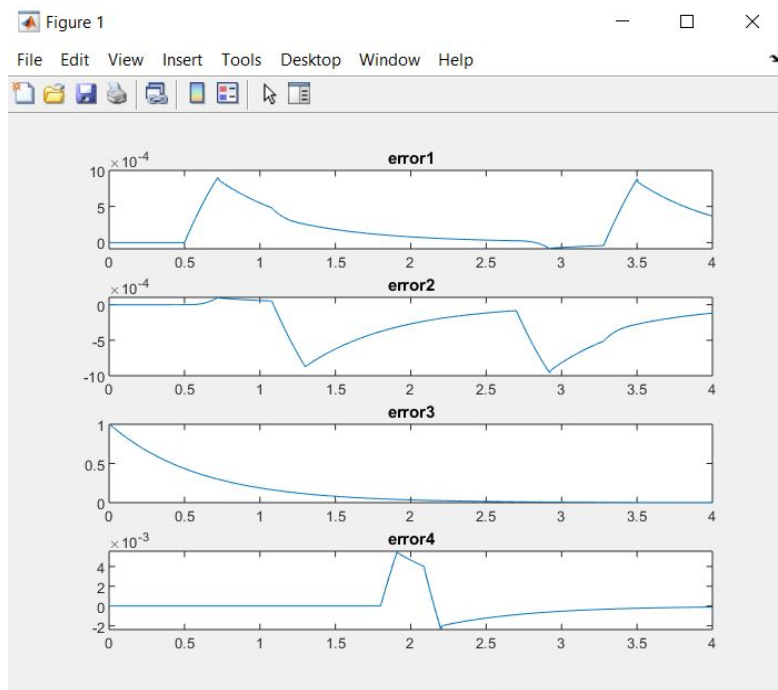 Figure 1
File Edit View Insert Tools Desktop Window Help
×10⁻⁴
error1
10
5
0
0 0.5 1 1.5 2 2.5 3 3.5 4
×10⁻⁴
error2
0
-5
-10
0 0.5 1 1.5 2 2.5 3 3.5 4
error3
1
0.5
0
0 0.5 1 1.5 2 2.5 3 3.5 4
×10⁻³
error4
4
2
0
-2
0 0.5 1 1.5 2 2.5 3 3.5 4